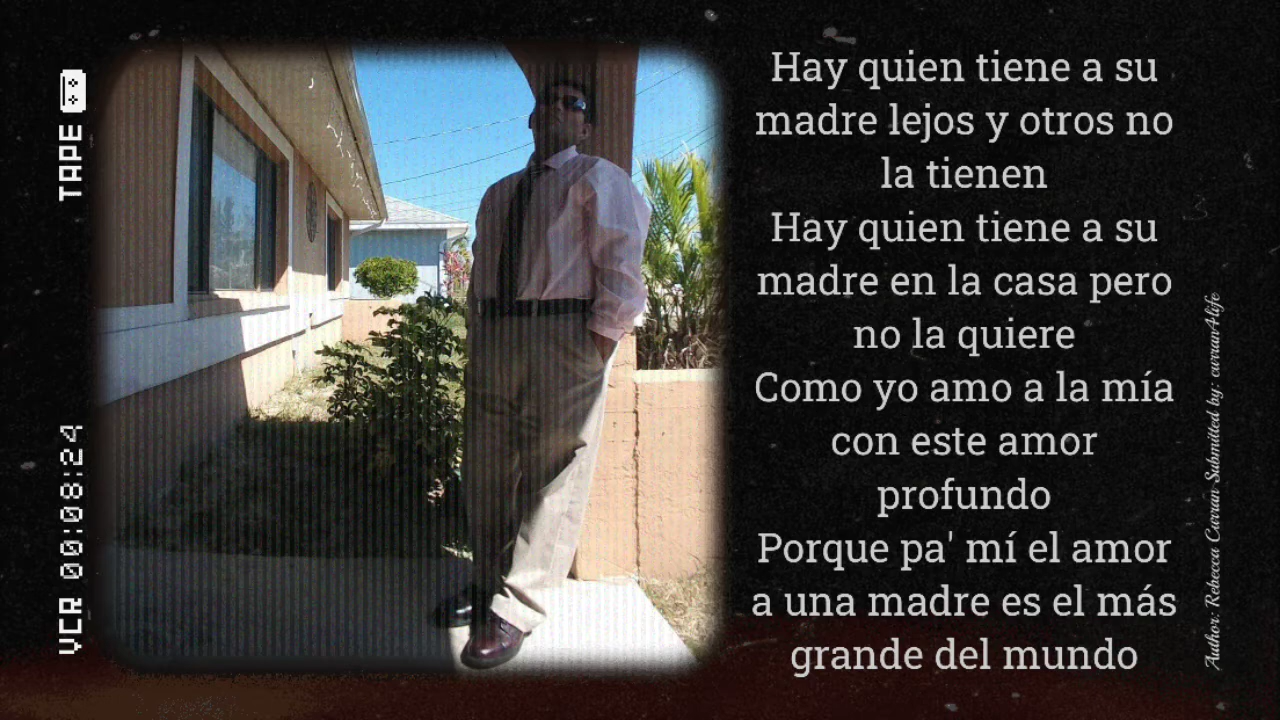 TAPE
VCR 00:08:24
Hay quien tiene a su
madre lejos y otros no
la tienen
Hay quien tiene a su
madre en la casa pero
no la quiere
Como yo amo a la mía
con este amor
profundo
Porque pa' mí el amor
a una madre es el más
grande del mundo
Author: Rebecca Curran Submitted by: curran4life